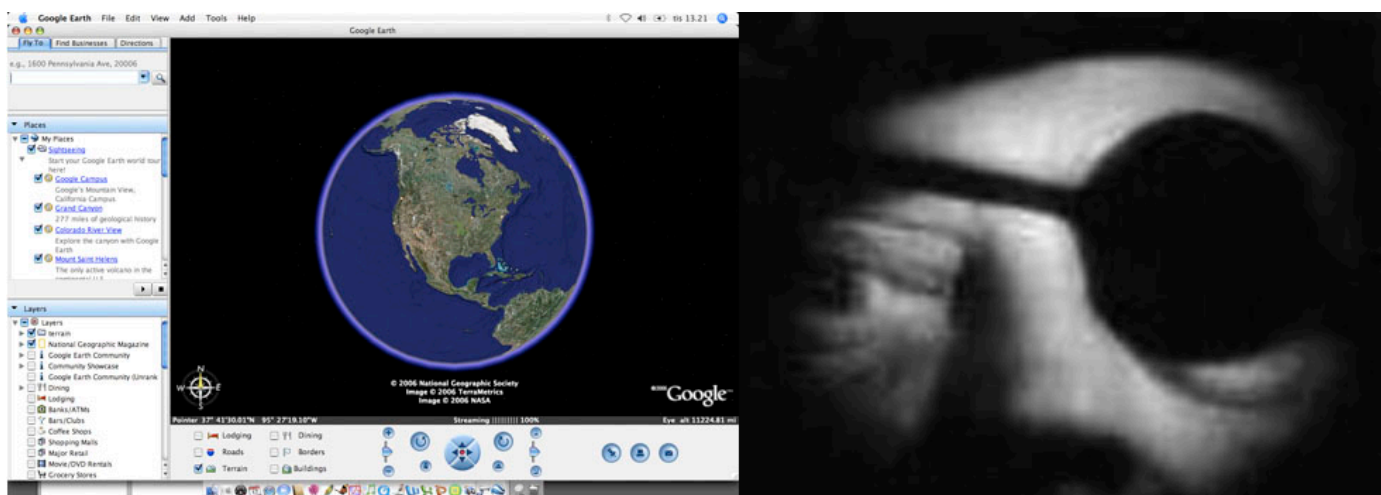 Google Earth File Edit View Add Tools Help
tis 13.21
Google Earth
Fly To Find Businesses Directions
e.g., 1600 Pennsylvania Ave, 20006
Places
My Places
Sightseeing
Start your Google Earth world tour
here!
Google Campus
Google's Mountain View,
California Campus
Grand Canyon
277 miles of geological history
Colorado River View
Explore the canyon with Google
Earth
Mount Saint Helens
The only active volcano in the
Layers
Layers
terrain
National Geographic Magazine
Google Earth Community
Community Showcase
Google Earth Community (Unrank
Dining
Lodging
Banks/ATMs
Bars/Clubs
Coffee Shops
Shopping Malls
Major Retail
Movie/DVD Rentals
Grocery Stores
N
W E
S
© 2006 National Geographic Society
Image © 2006 TerraMetrics
Image © 2006 NASA
Google
Pointer 37° 41'30.01"N 95° 27'19.10"W Streaming 100% Eye alt 11224.81 mi
Lodging Dining
Roads Borders
Terrain Buildings